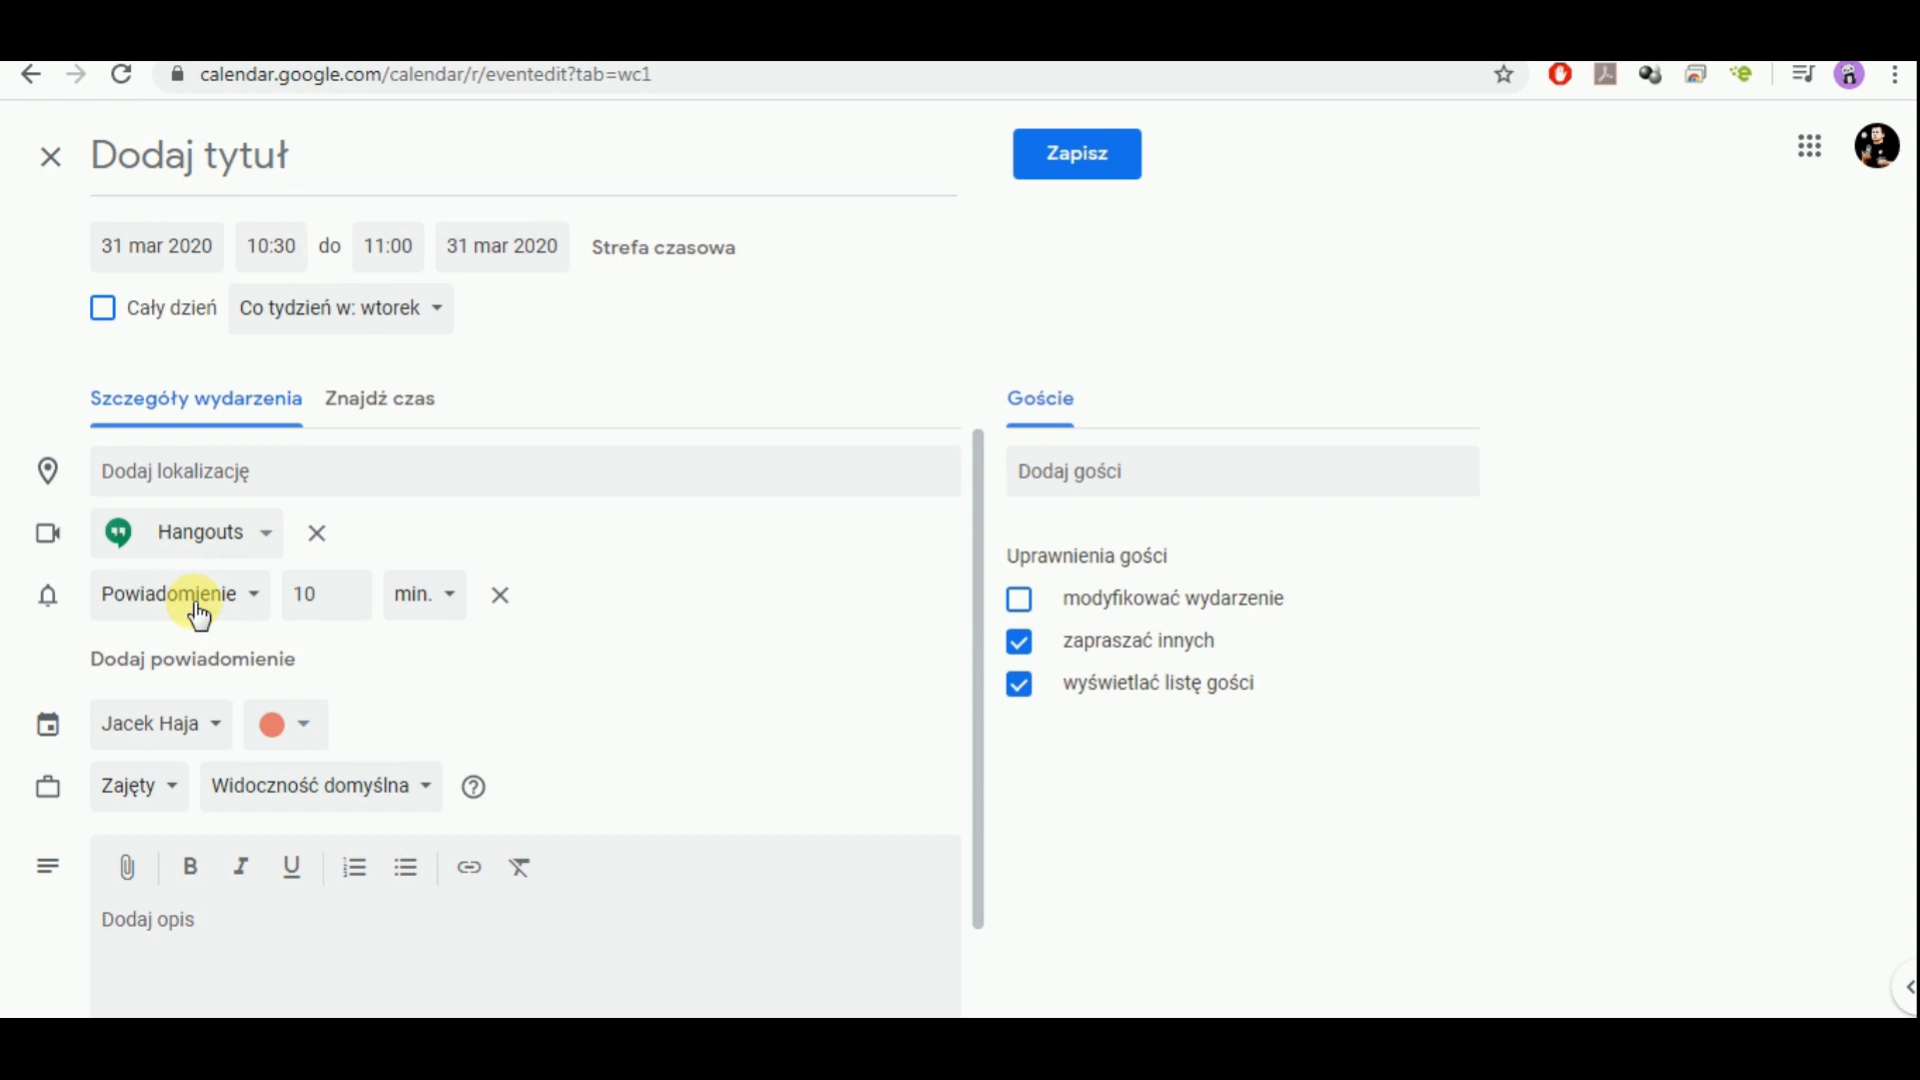 calendar.google.com/calendar/r/eventedit?tab=wc1
Dodaj tytuł
Zapisz
31 mar 2020 10:30 do 11:00 31 mar 2020 Strefa czasowa
Cały dzień Co tydzień w: wtorek
Szczegóły wydarzenia Znajdź czas
Goście
Dodaj lokalizację
Dodaj gości
Hangouts
Uprawnienia gości
Powiadomienie 10 min.
modyfikować wydarzenie
zapraszać innych
Dodaj powiadomienie
wyświetlać listę gości
Jacek Haja
Zajęty Widoczność domyślna
B I U
Dodaj opis